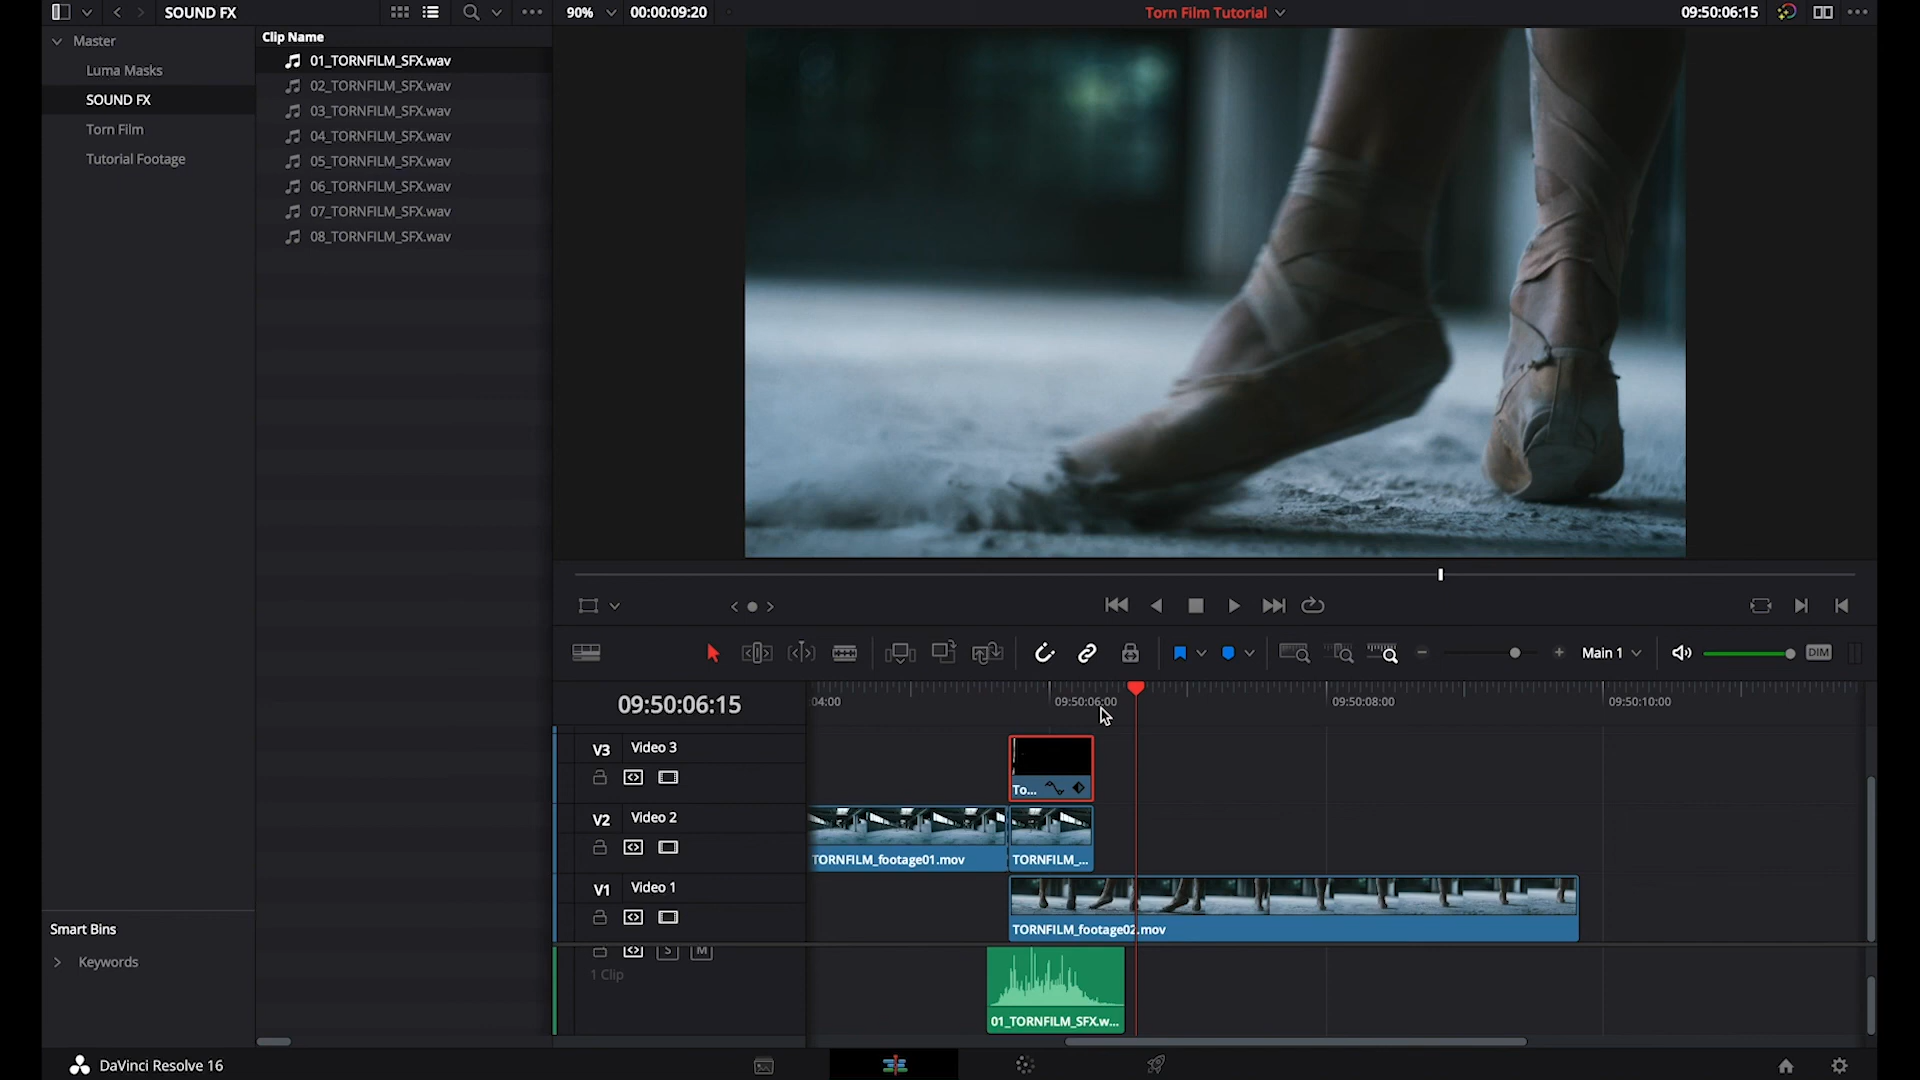 SOUND FX
90%
00:00:09:20
Torn Film Tutorial
09:50:06:15
Master
Luma Masks
SOUND FX
Torn Film
Tutorial Footage
Clip Name
01_TORNFILM_SFX.wav
02_TORNFILM_SFX.wav
03_TORNFILM_SFX.wav
04_TORNFILM_SFX.wav
05_TORNFILM_SFX.wav
06_TORNFILM_SFX.wav
07_TORNFILM_SFX.wav
08_TORNFILM_SFX.wav
Main 1
DIM
09:50:06:15
:04:00
09:50:06:00
09:50:08:00
09:50:10:00
V3 Video 3
To...
V2 Video 2
TORNFILM_footage01.mov
TORNFILM_...
V1 Video 1
TORNFILM_footage02.mov
S M
1 Clip
01_TORNFILM_SFX.w...
Smart Bins
Keywords
DaVinci Resolve 16